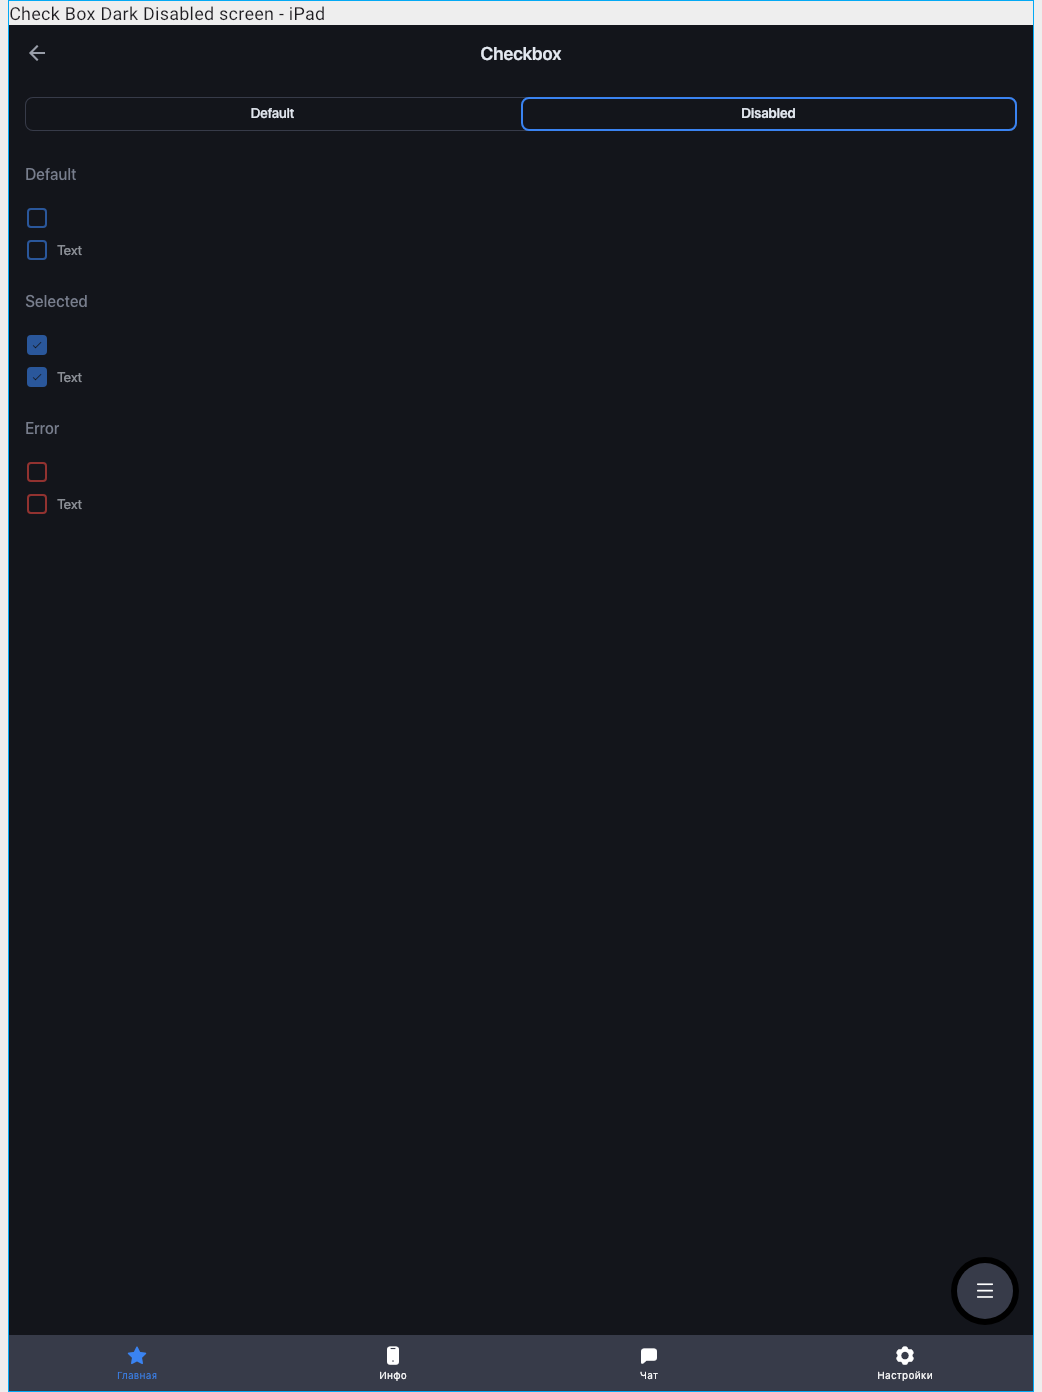 Check Box Dark Disabled screen - iPad
Checkbox
Default Disabled
Default
Text
Selected
Text
Error
Text
Главная Инфо Чат Настройки